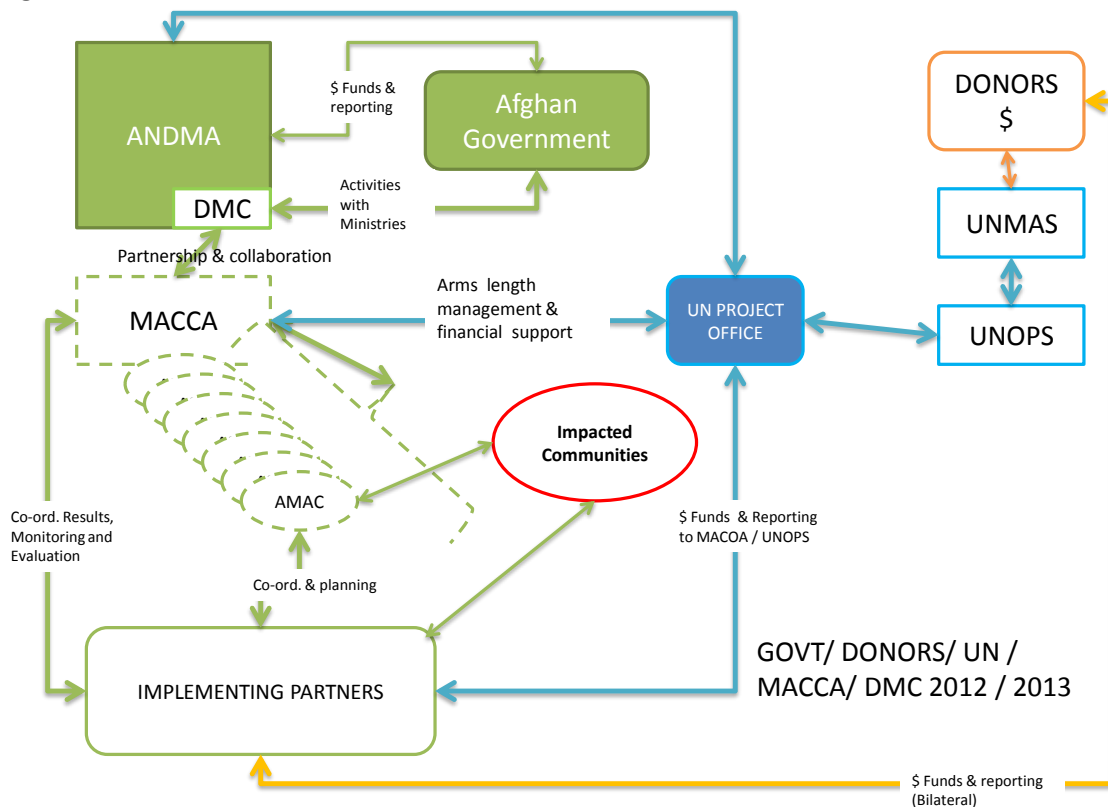 $ Funds &
reporting
ANDMA
Afghan
Government
DONORS
$
DMC
Activities
with
Ministries
UNMAS
Partnership & collaboration
MACCA
Arms length
management &
financial support
UN PROJECT
OFFICE
UNOPS
Impacted
Communities
AMAC
Co-ord. Results,
Monitoring and
Evaluation
$ Funds & Reporting
to MACOA / UNOPS
Co-ord. & planning
IMPLEMENTING PARTNERS
GOVT/ DONORS/ UN /
MACCA/ DMC 2012 / 2013
$ Funds & reporting
(Bilateral)